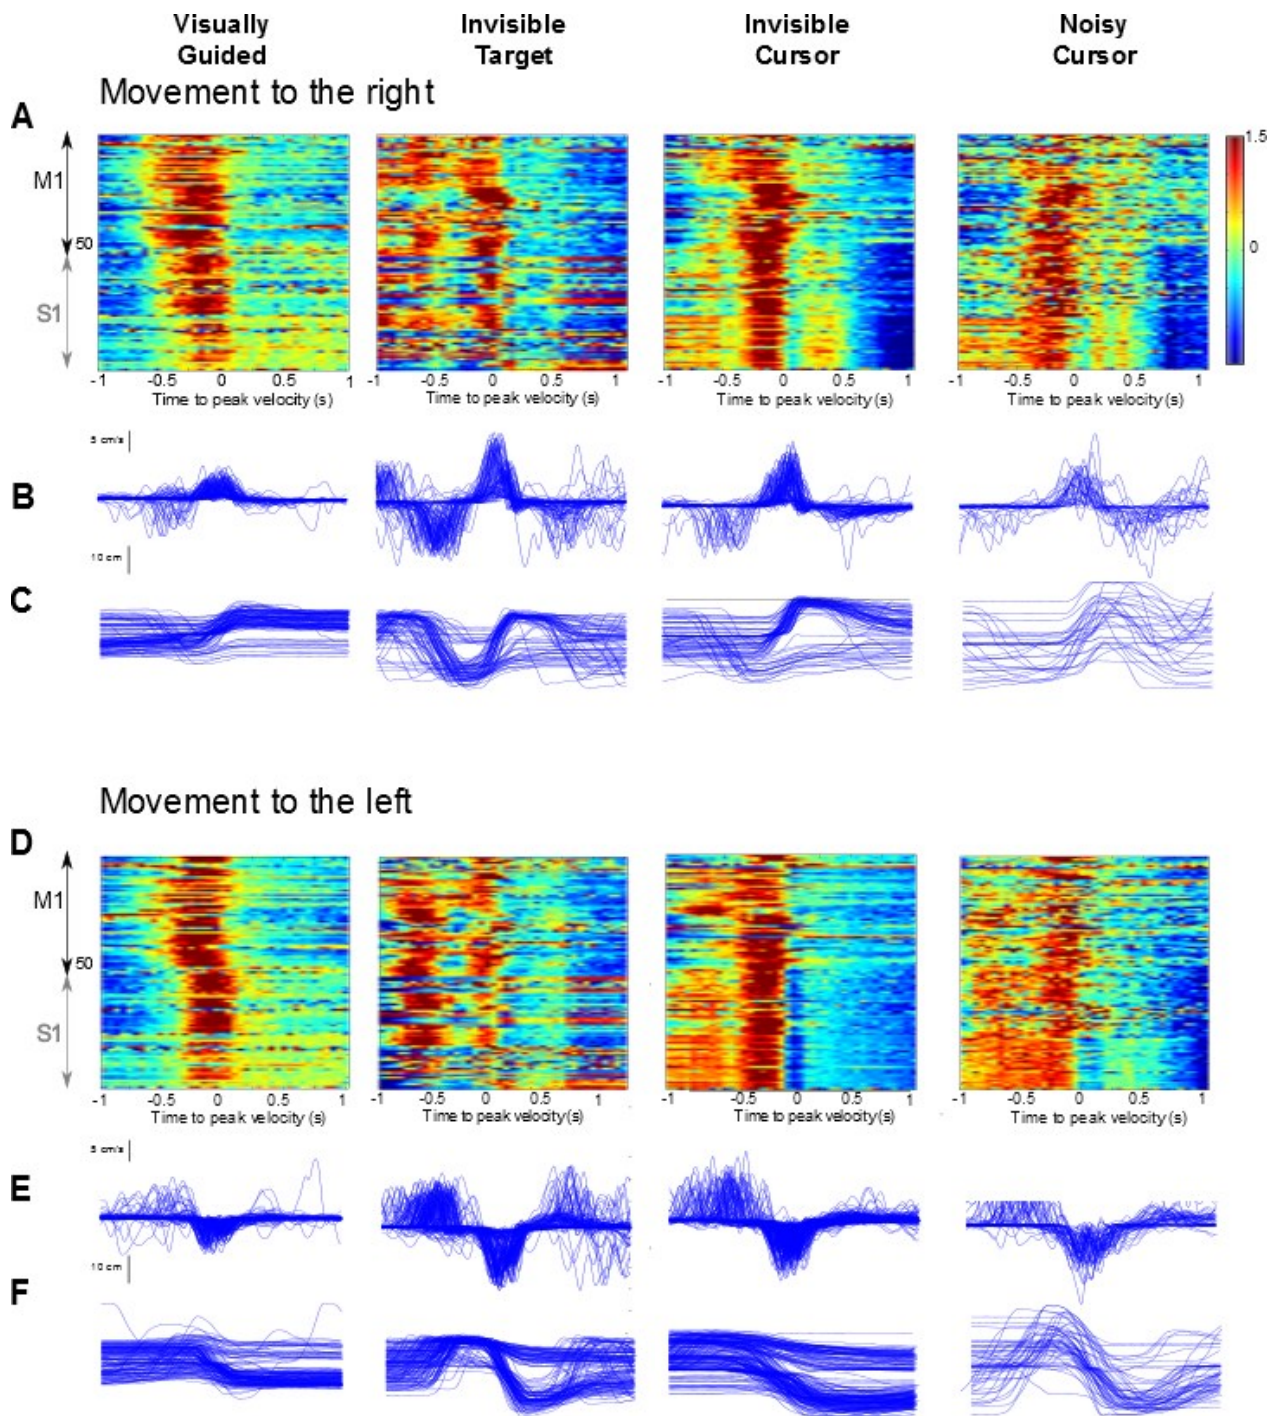 Visually Guided
Invisible Target
Invisible Cursor
Noisy Cursor
Movement to the right
A
M1
50
S1
1.5
0
-1 -0.5 0 0.5 1
Time to peak velocity (s)
-1 -0.5 0 0.5 1
Time to peak velocity (s)
-1 -0.5 0 0.5 1
Time to peak velocity (s)
-1 -0.5 0 0.5 1
Time to peak velocity (s)
5 cm/s
B
10 cm
C
Movement to the left
D
M1
50
S1
-1 -0.5 0 0.5 1
Time to peak velocity (s)
-1 -0.5 0 0.5 1
Time to peak velocity (s)
-1 -0.5 0 0.5 1
Time to peak velocity (s)
-1 -0.5 0 0.5 1
Time to peak velocity (s)
5 cm/s
E
10 cm
F